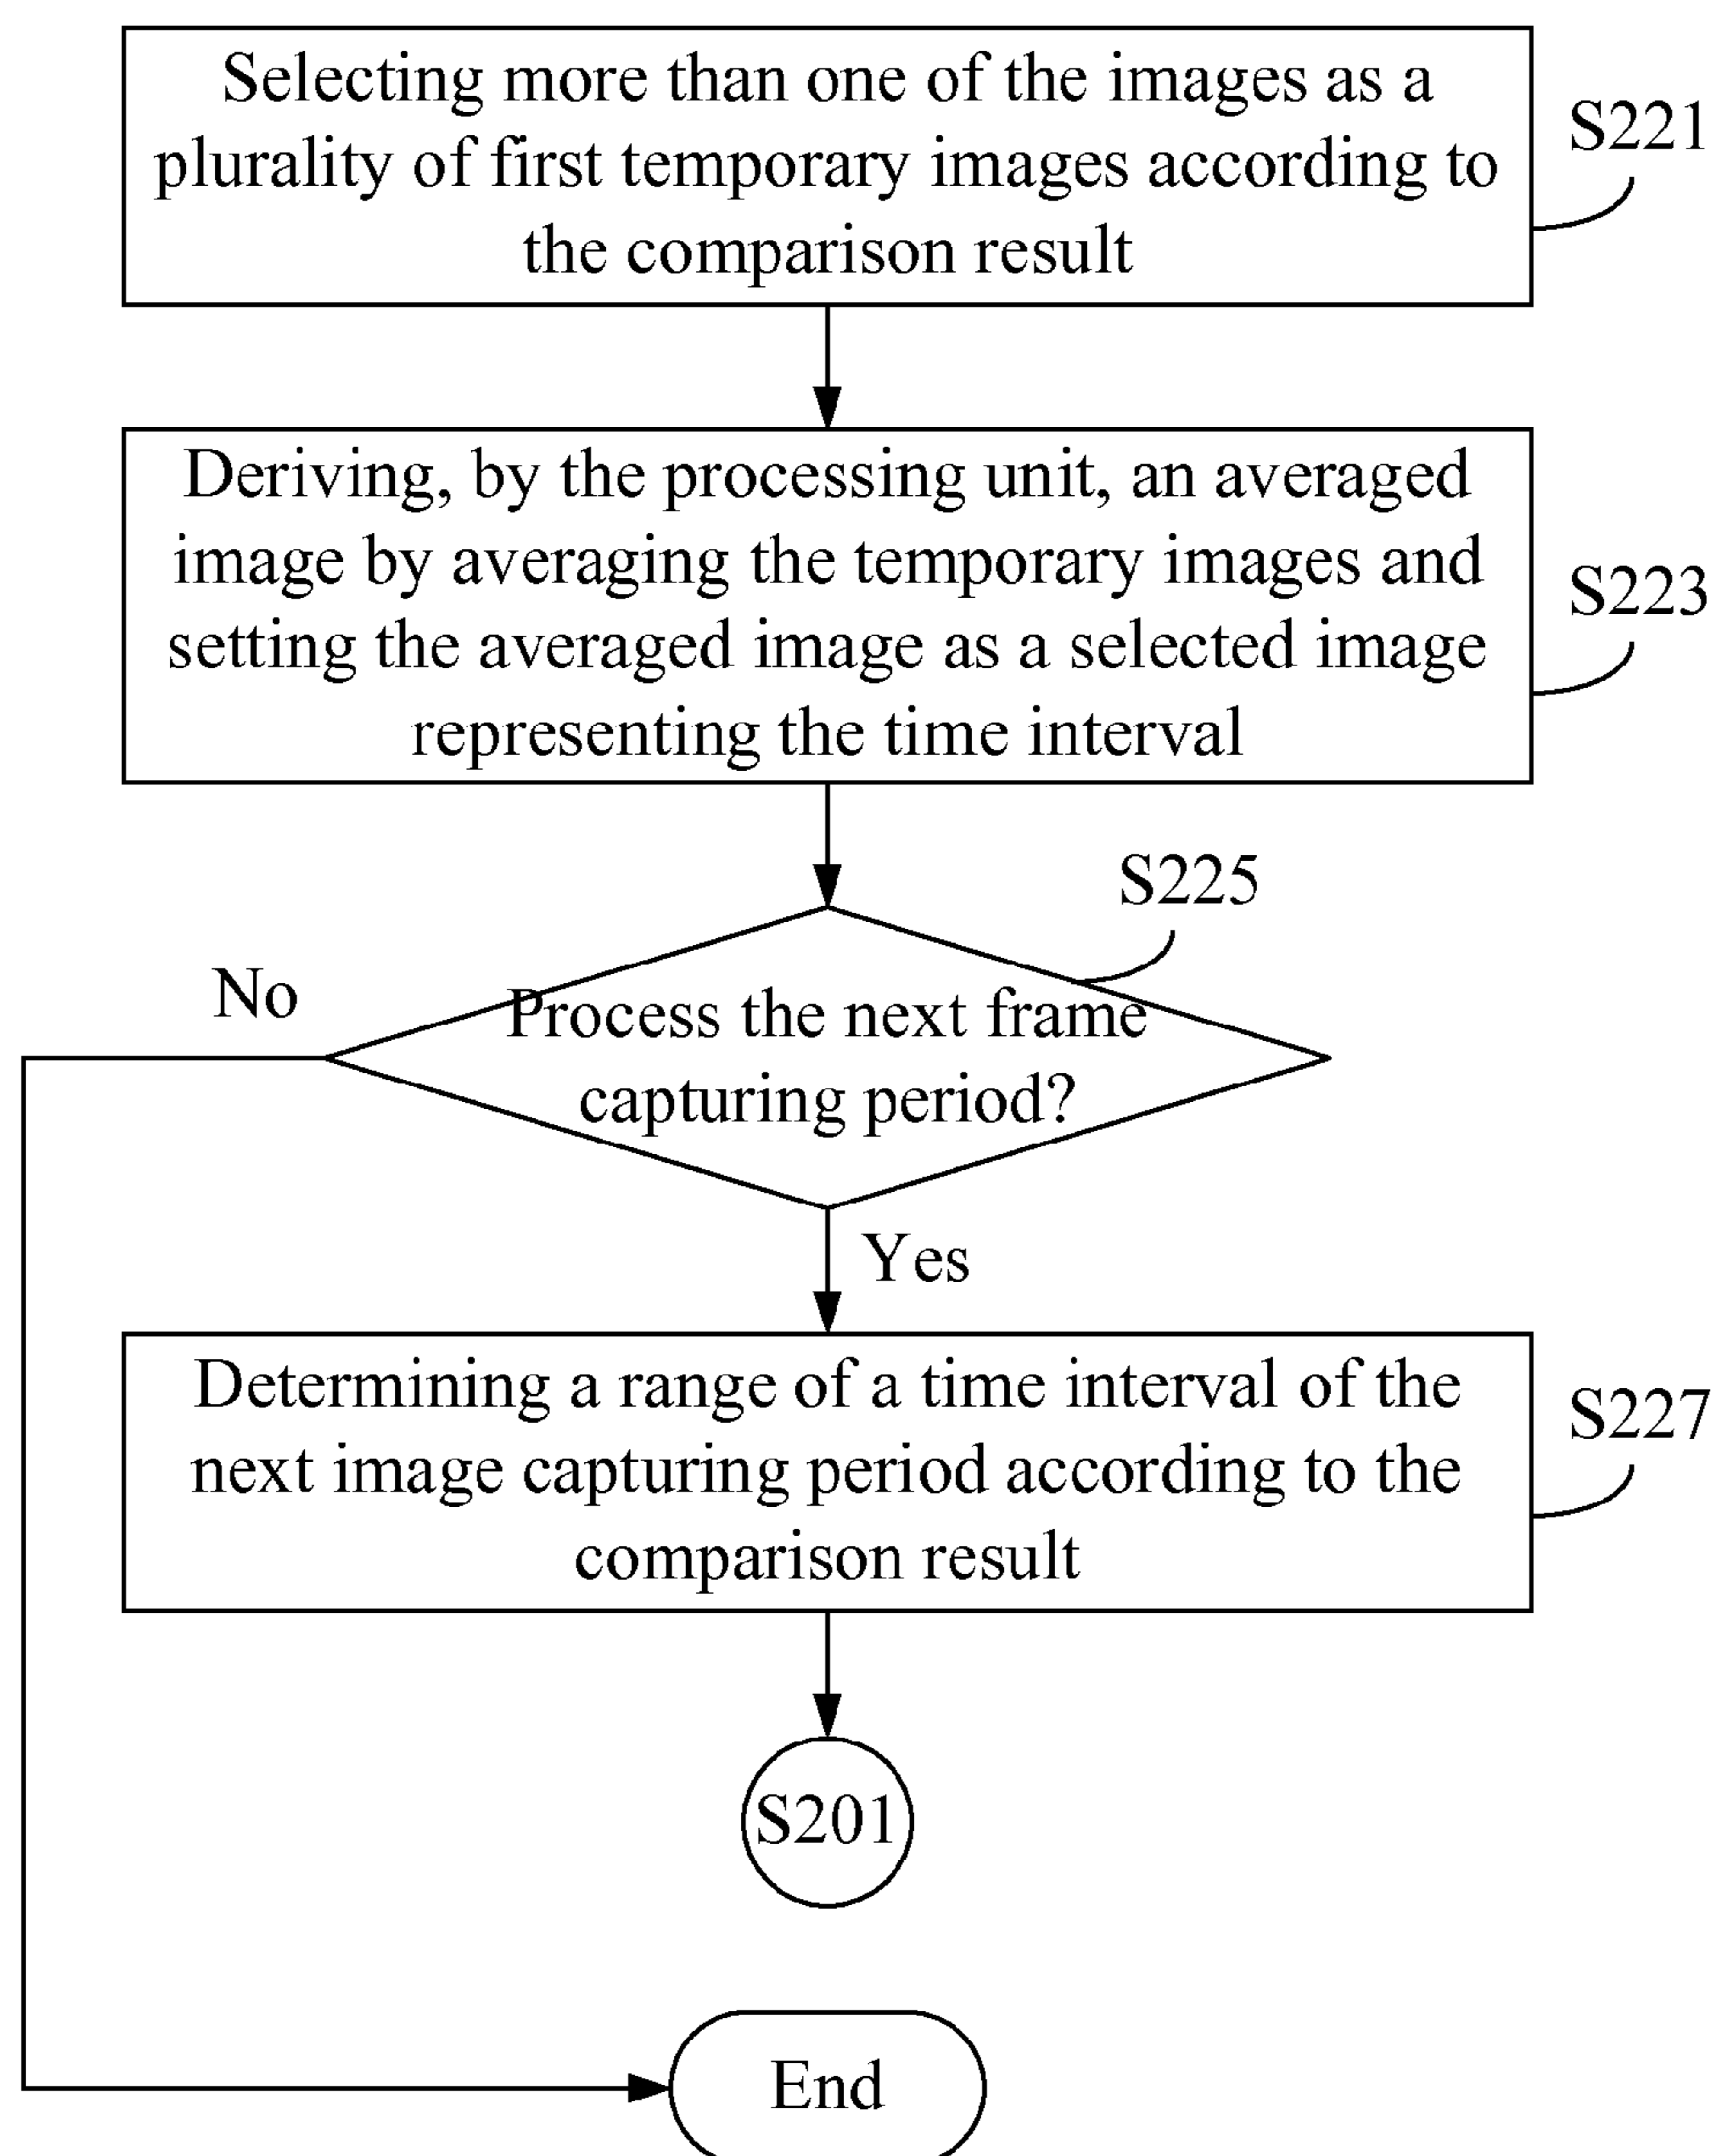 Selecting more than one of the images as a
plurality of first temporary images according to
the comparison result
S221
Deriving, by the processing unit, an averaged
image by averaging the temporary images and
setting the averaged image as a selected image
representing the time interval
S223
S225
No
Process the next frame
capturing period?
Yes
Determining a range of a time interval of the
next image capturing period according to the
comparison result
S227
S201
End